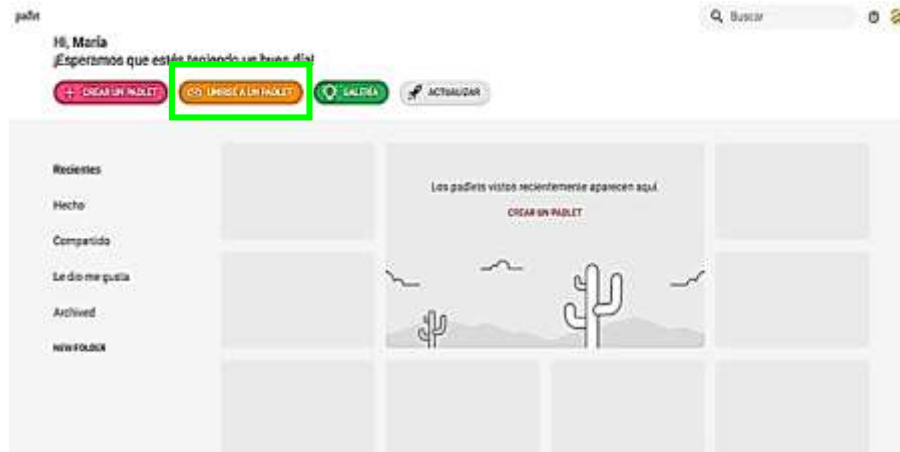 padlet
Buscar
Hi, María
¡Esperamos que estés teniendo un buen día!
CREAR UN PADLET
UNIRSE A UN PADLET
GALERÍA
ACTUALIZAR
Recientes
Los padlets vistos recientemente aparecen aquí
Hecho
CREAR UN PADLET
Compartido
Le dio me gusta
Archived
NEW FOLDER